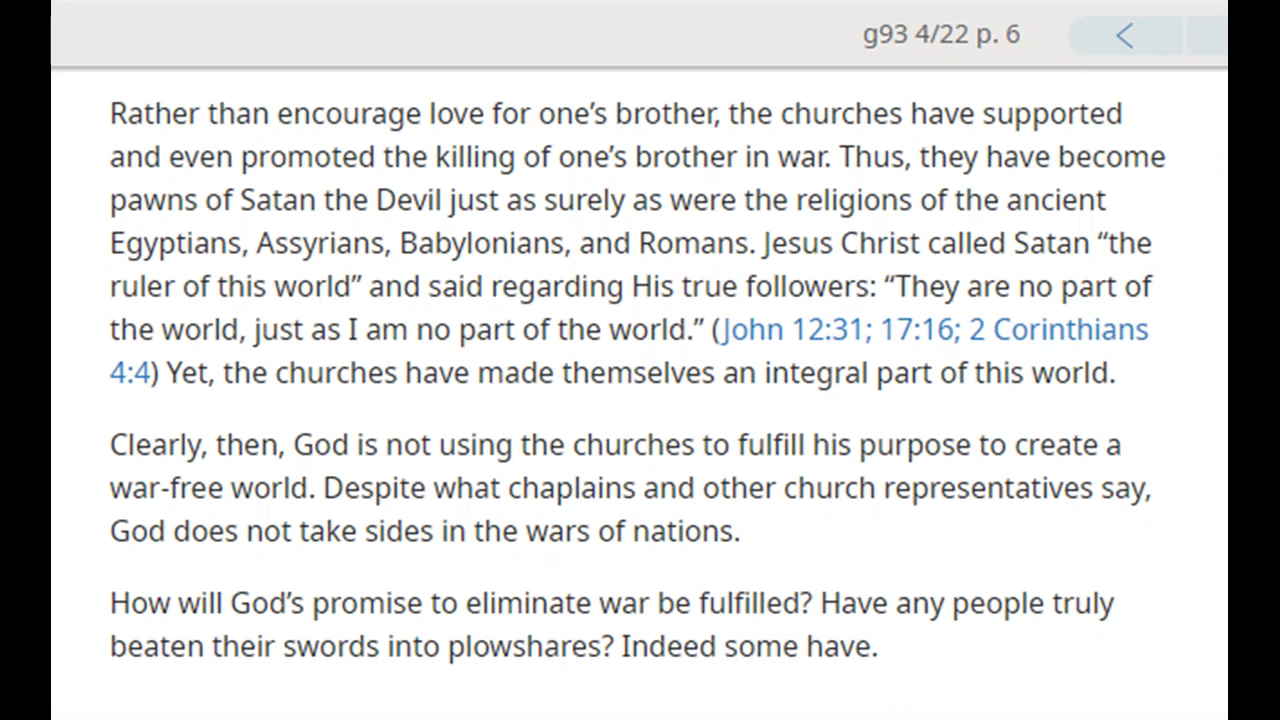 g93 4/22 p. 6
Rather than encourage love for one’s brother, the churches have supported
and even promoted the killing of one’s brother in war. Thus, they have become
pawns of Satan the Devil just as surely as were the religions of the ancient
Egyptians, Assyrians, Babylonians, and Romans. Jesus Christ called Satan “the
ruler of this world” and said regarding His true followers: “They are no part of
the world, just as I am no part of the world.” (John 12:31; 17:16; 2 Corinthians
4:4) Yet, the churches have made themselves an integral part of this world.
Clearly, then, God is not using the churches to fulfill his purpose to create a
war-free world. Despite what chaplains and other church representatives say,
God does not take sides in the wars of nations.
How will God’s promise to eliminate war be fulfilled? Have any people truly
beaten their swords into plowshares? Indeed some have.